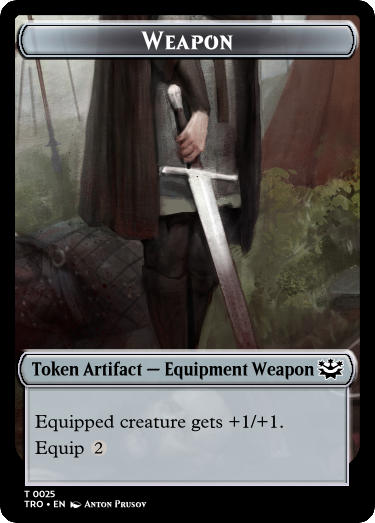 Weapon
Token Artifact — Equipment Weapon
Equipped creature gets +1/+1.
Equip 2
T 0025
TRO • EN Anton Prusov